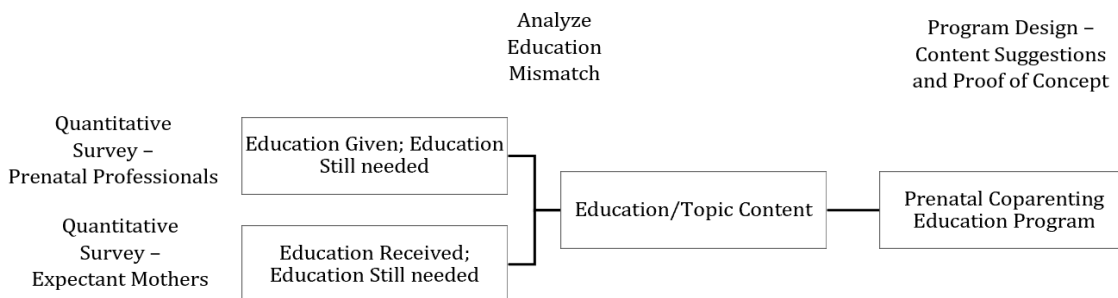 Analyze
Education
Mismatch
Program Design –
Content Suggestions
and Proof of Concept
Quantitative
Survey –
Prenatal Professionals
Education Given; Education
Still needed
Quantitative
Survey –
Expectant Mothers
Education Received;
Education Still needed
Education/Topic Content
Prenatal Coparenting
Education Program